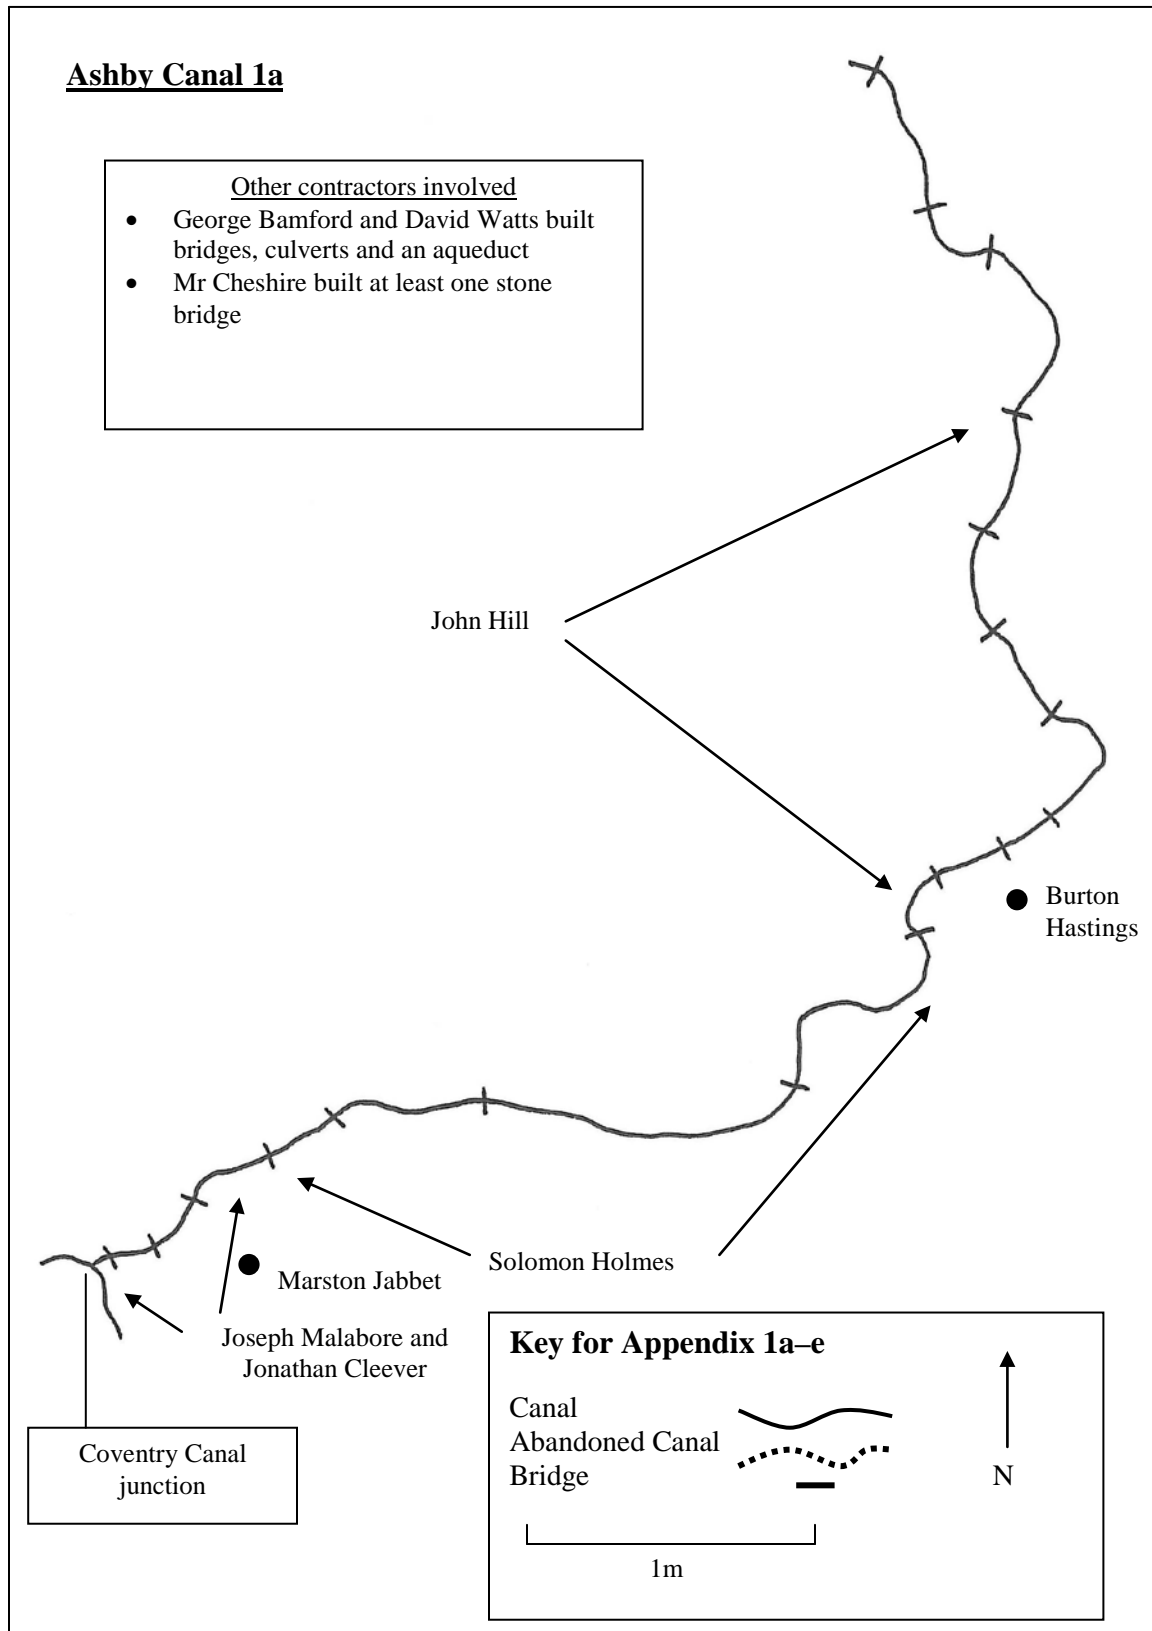 Ashby Canal 1a
Other contractors involved
• George Bamford and David Watts built
bridges, culverts and an aqueduct
• Mr Cheshire built at least one stone
bridge
John Hill
Burton
Hastings
Solomon Holmes
Marston Jabbet
Joseph Malabore and
Jonathan Cleever
Coventry Canal
junction
Key for Appendix 1a–e
Canal
Abandoned Canal
Bridge
N
1m